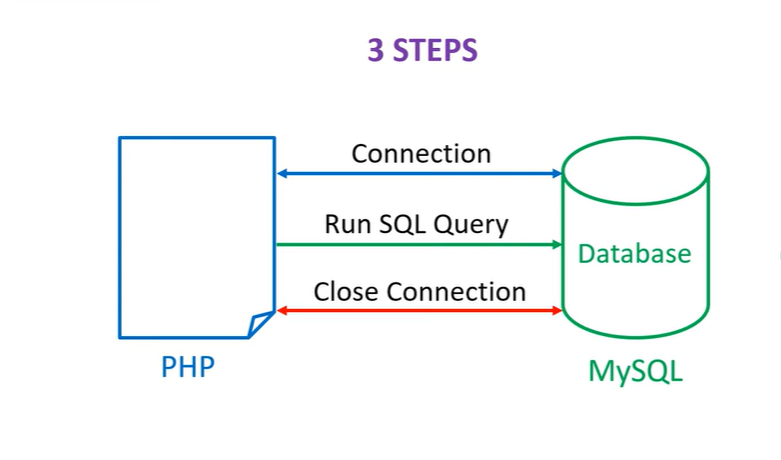 3 STEPS
Connection
Run SQL Query
Database
Close Connection
PHP
MySQL